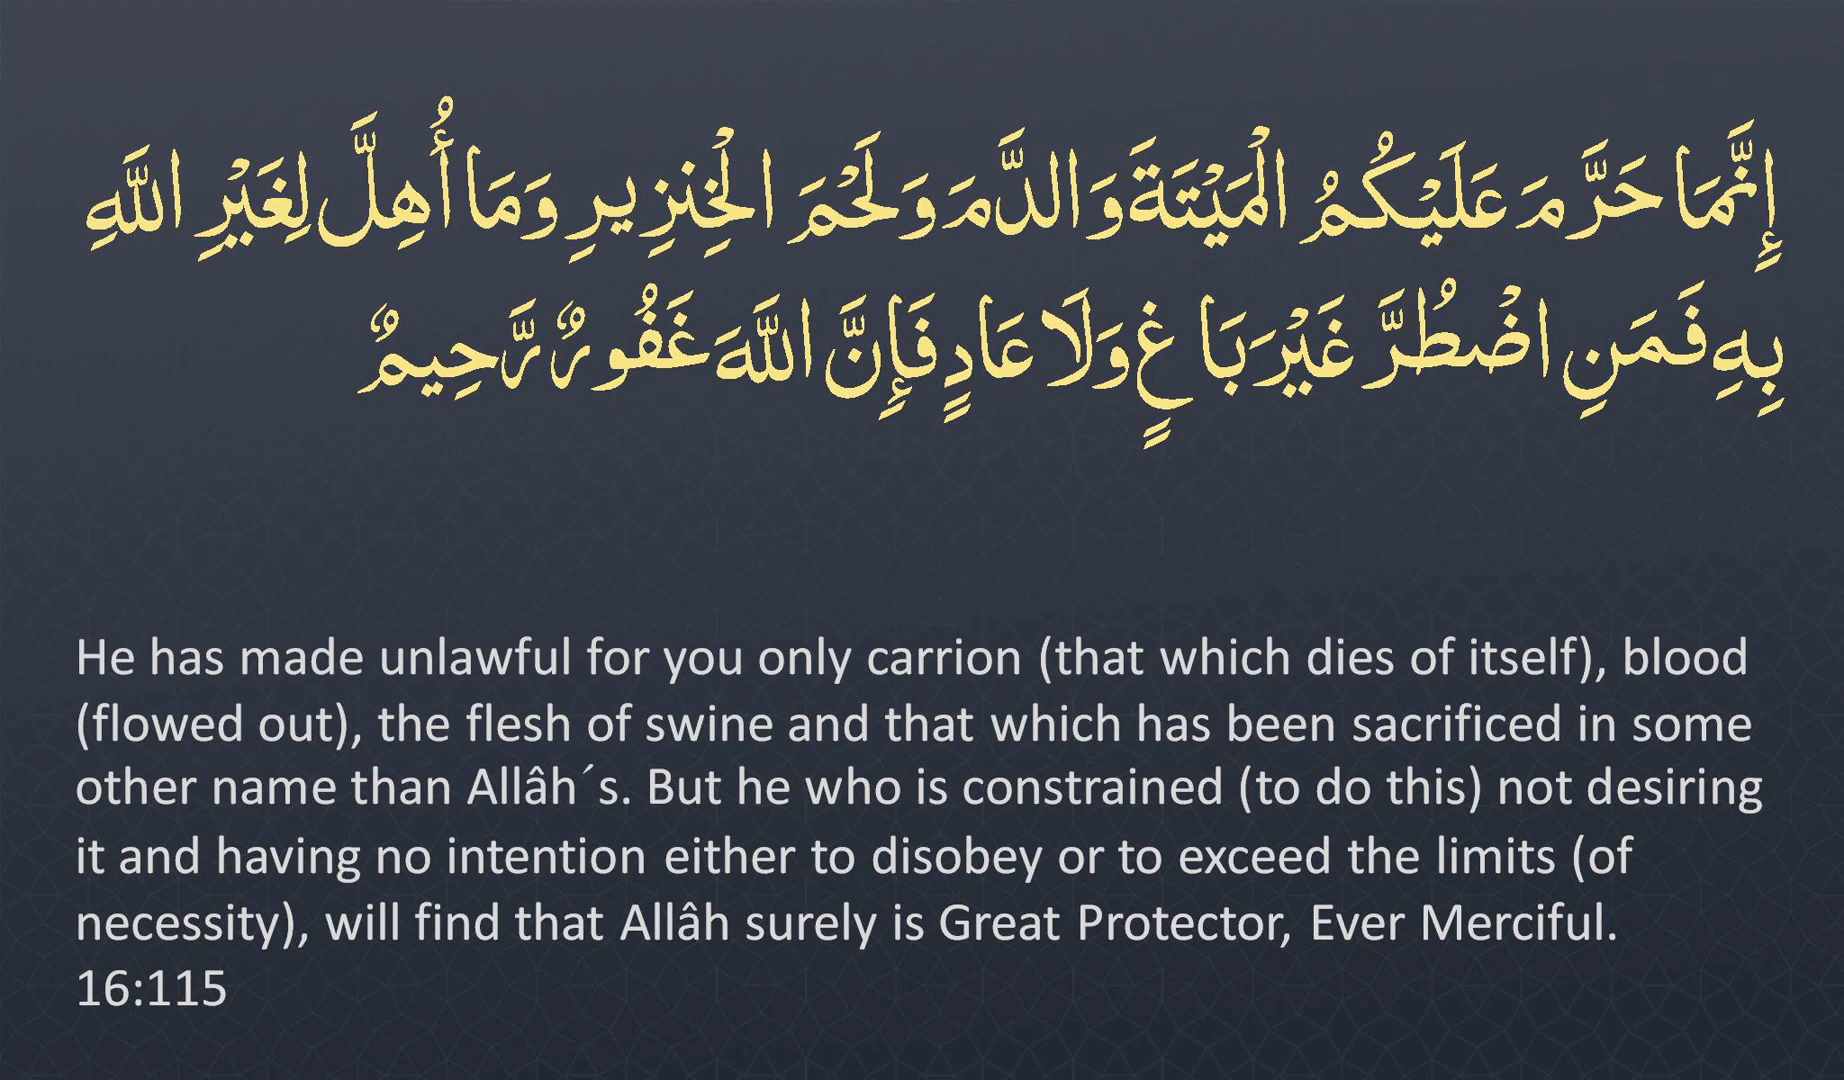 إِنَّمَا حَرَّمَ عَلَيْكُمُ الْمَيْتَةَ وَالدَّمَ وَلَحْمَ الْخِنزِيرِ وَمَا أُهِلَّ لِغَيْرِ اللَّهِ
بِهِ فَمَنِ اضْطُرَّ غَيْرَ بَاغٍ وَلَا عَادٍ فَإِنَّ اللَّهَ غَفُورٌ رَّحِيمٌ
He has made unlawful for you only carrion (that which dies of itself), blood
(flowed out), the flesh of swine and that which has been sacrificed in some
other name than Allâh´s. But he who is constrained (to do this) not desiring
it and having no intention either to disobey or to exceed the limits (of
necessity), will find that Allâh surely is Great Protector, Ever Merciful.
16:115